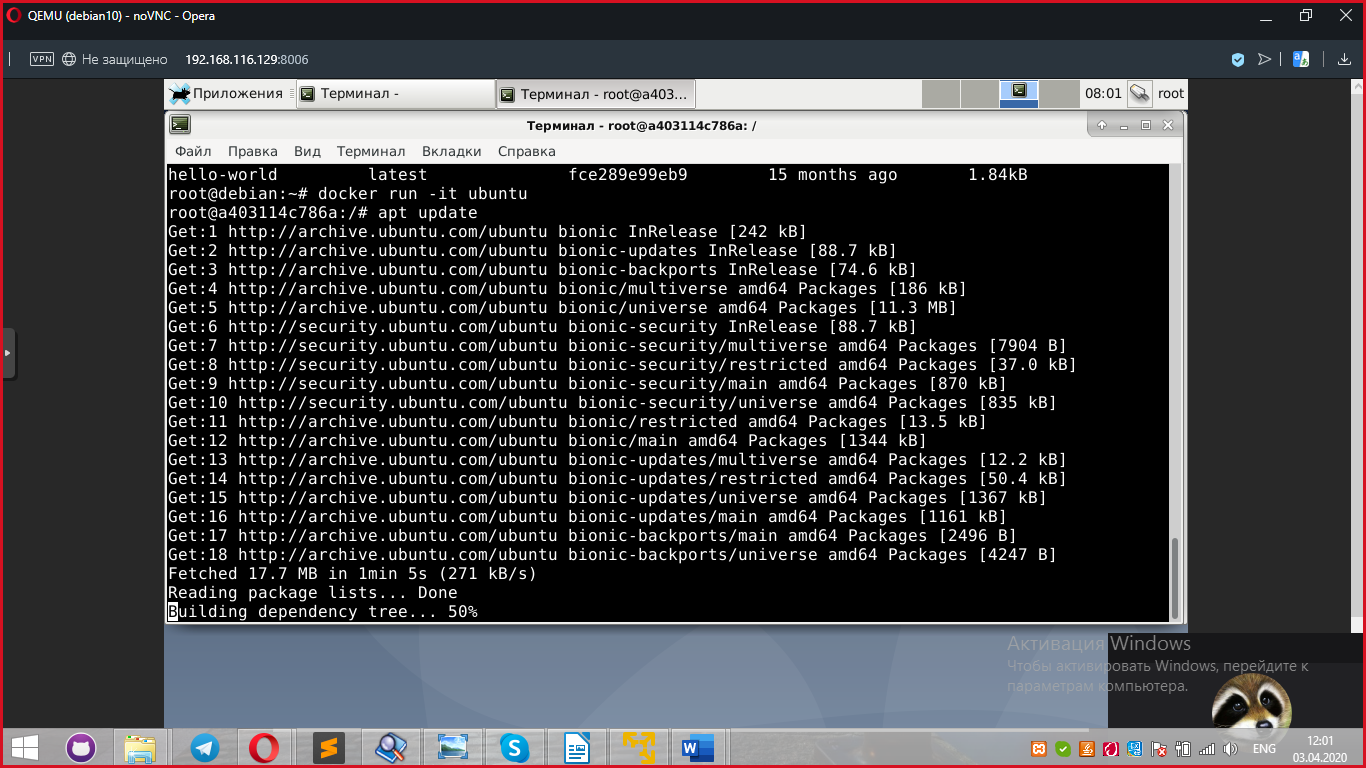 QEMU (debian10) - noVNC - Opera
VPN Не защищено 192.168.116.129:8006
Приложения Терминал - Терминал - root@a403... 08:01 root
Терминал - root@a403114c786a: /
Файл Правка Вид Терминал Вкладки Справка
hello-world latest fce289e99eb9 15 months ago 1.84kB
root@debian:~# docker run -it ubuntu
root@a403114c786a:/# apt update
Get:1 http://archive.ubuntu.com/ubuntu bionic InRelease [242 kB]
Get:2 http://archive.ubuntu.com/ubuntu bionic-updates InRelease [88.7 kB]
Get:3 http://archive.ubuntu.com/ubuntu bionic-backports InRelease [74.6 kB]
Get:4 http://archive.ubuntu.com/ubuntu bionic/multiverse amd64 Packages [186 kB]
Get:5 http://archive.ubuntu.com/ubuntu bionic/universe amd64 Packages [11.3 MB]
Get:6 http://security.ubuntu.com/ubuntu bionic-security InRelease [88.7 kB]
Get:7 http://security.ubuntu.com/ubuntu bionic-security/multiverse amd64 Packages [7904 B]
Get:8 http://security.ubuntu.com/ubuntu bionic-security/restricted amd64 Packages [37.0 kB]
Get:9 http://security.ubuntu.com/ubuntu bionic-security/main amd64 Packages [870 kB]
Get:10 http://security.ubuntu.com/ubuntu bionic-security/universe amd64 Packages [835 kB]
Get:11 http://archive.ubuntu.com/ubuntu bionic/restricted amd64 Packages [13.5 kB]
Get:12 http://archive.ubuntu.com/ubuntu bionic/main amd64 Packages [1344 kB]
Get:13 http://archive.ubuntu.com/ubuntu bionic-updates/multiverse amd64 Packages [12.2 kB]
Get:14 http://archive.ubuntu.com/ubuntu bionic-updates/restricted amd64 Packages [50.4 kB]
Get:15 http://archive.ubuntu.com/ubuntu bionic-updates/universe amd64 Packages [1367 kB]
Get:16 http://archive.ubuntu.com/ubuntu bionic-updates/main amd64 Packages [1161 kB]
Get:17 http://archive.ubuntu.com/ubuntu bionic-backports/main amd64 Packages [2496 B]
Get:18 http://archive.ubuntu.com/ubuntu bionic-backports/universe amd64 Packages [4247 B]
Fetched 17.7 MB in 1min 5s (271 kB/s)
Reading package lists... Done
Building dependency tree... 50%
Активация Windows
Чтобы активировать Windows, перейдите к
параметрам компьютера.
ENG 12:01
03.04.2020